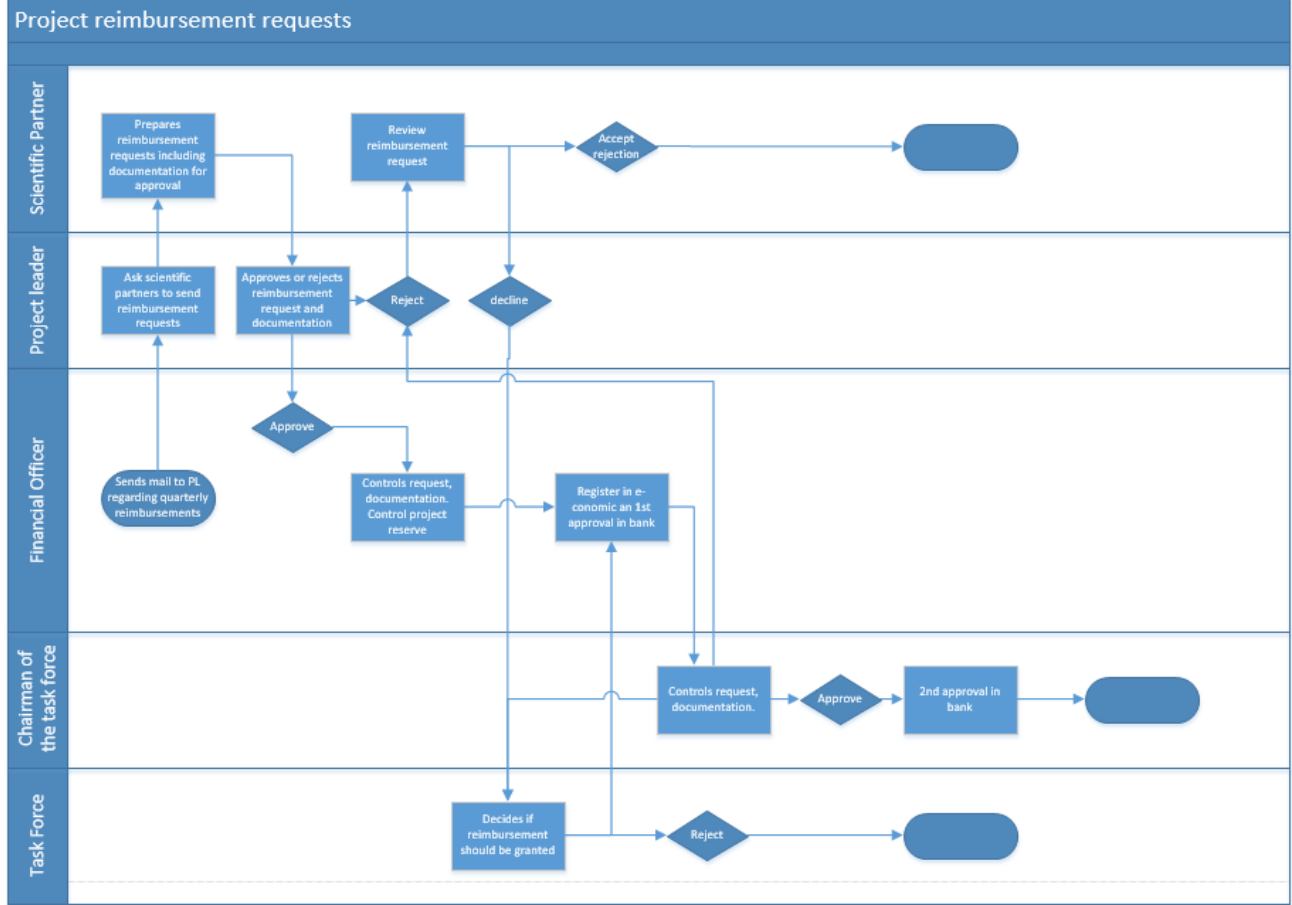 Project reimbursement requests
Scientific Partner
Prepares
reimbursement
requests including
documentation for
approval
Review
reimbursement
request
Accept
rejection
Project leader
Ask scientific
partners to send
reimbursement
requests
Approves or rejects
reimbursement
request and
documentation
Reject
decline
Financial Officer
Approve
Sends mail to PL
regarding quarterly
reimbursements
Controls request,
documentation.
Control project
reserve
Register in e-
conomic an 1st
approval in bank
Chairman of
the task force
Controls request,
documentation.
Approve
2nd approval in
bank
Task Force
Decides if
reimbursement
should be granted
Reject